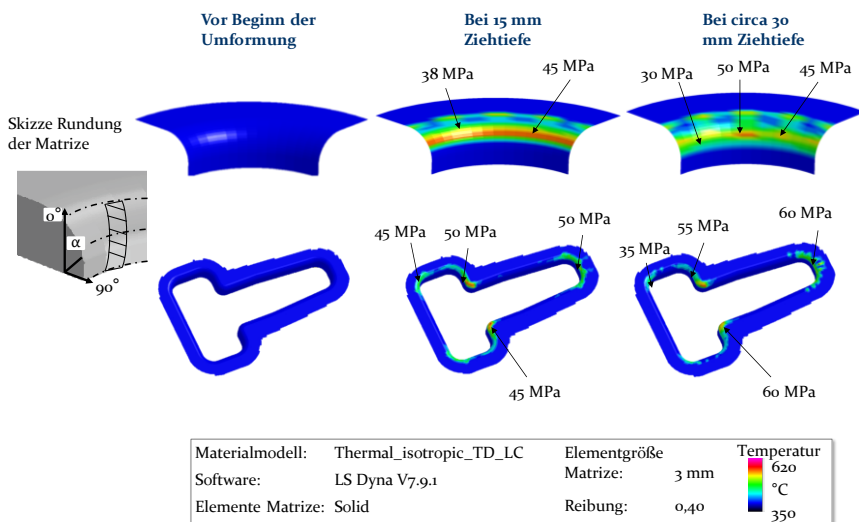 Vor Beginn der
Umformung
Bei 15 mm
Ziehtiefe
Bei circa 30
mm Ziehtiefe
38 MPa
45 MPa
30 MPa
50 MPa
45 MPa
Skizze Rundung
der Matrize
0°
α
90°
45 MPa
50 MPa
50 MPa
45 MPa
35 MPa
55 MPa
60 MPa
60 MPa
Materialmodell: Thermal_isotropic_TD_LC
Software: LS Dyna V7.9.1
Elemente Matrize: Solid
Elementgröße
Matrize: 3 mm
Reibung: 0,40
Temperatur
620
°C
350